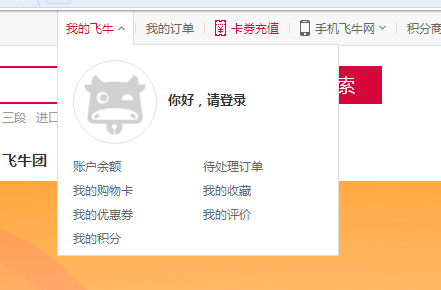 我的飞牛 我的订单 卡券充值 手机飞牛网 积分商
索
你好，请登录
三段 进口
飞牛团
账户余额 待处理订单
我的购物卡 我的收藏
我的优惠券 我的评价
我的积分